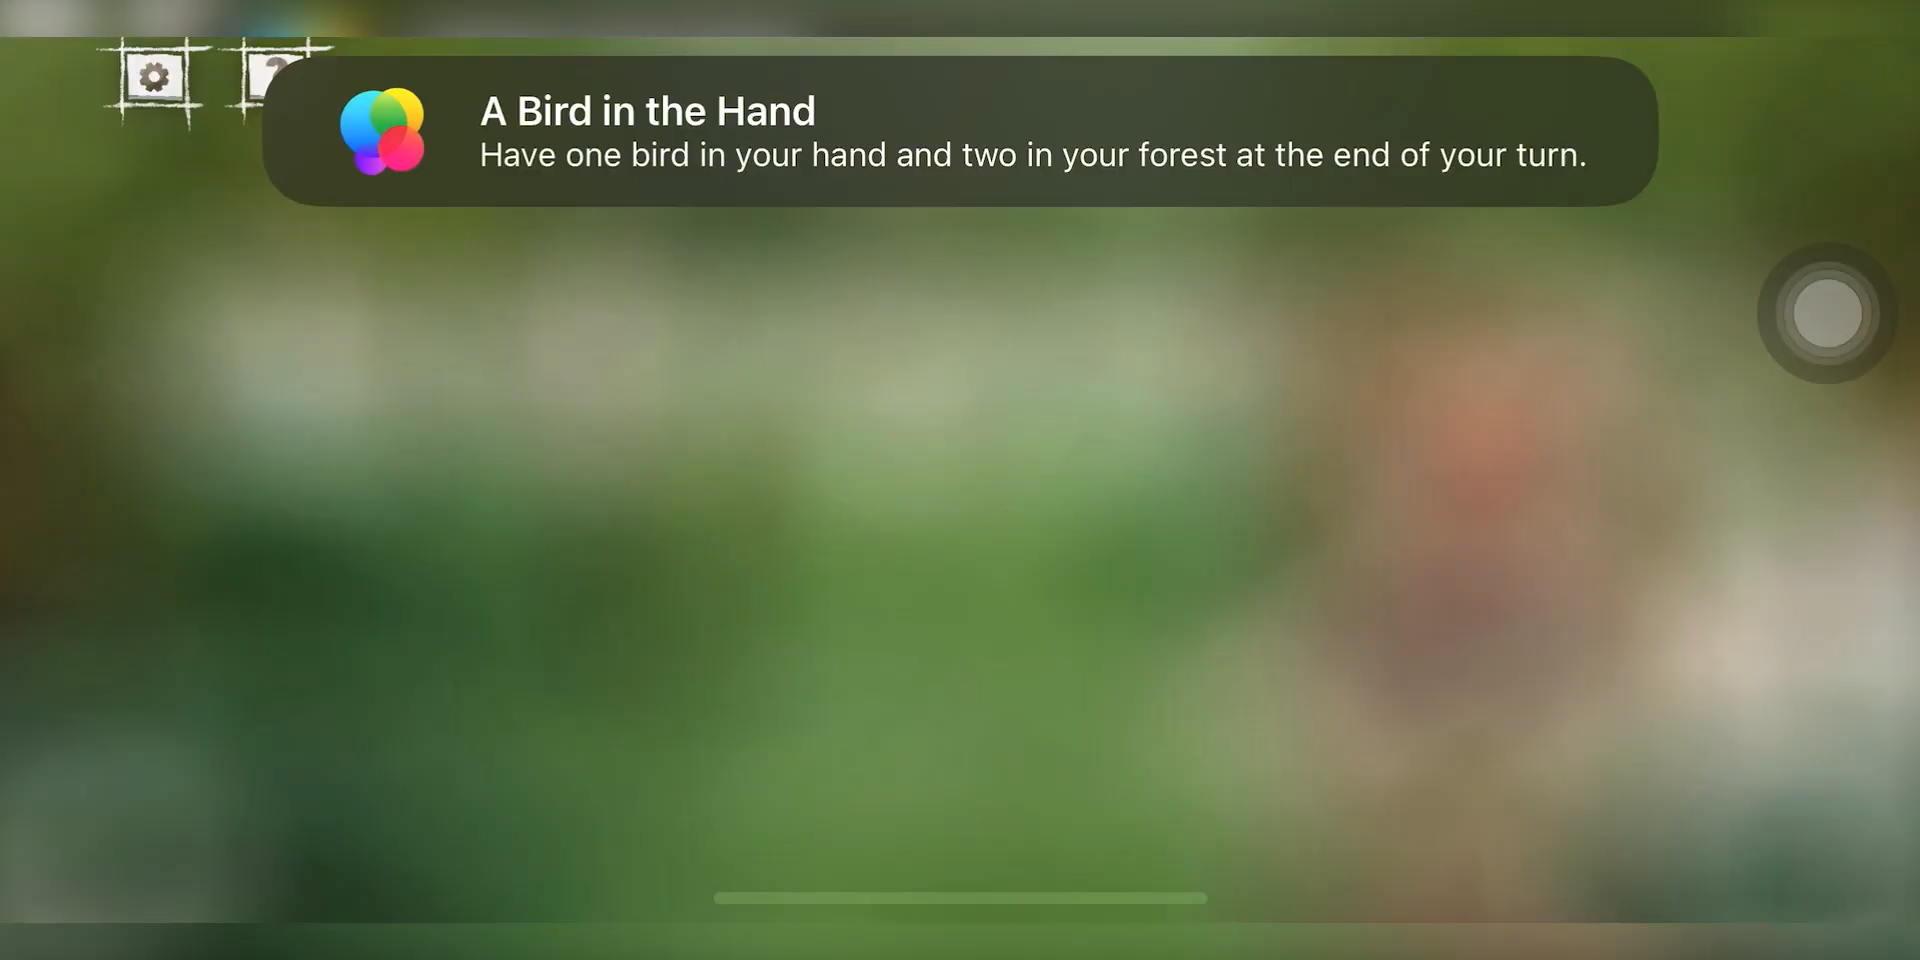 A Bird in the Hand
Have one bird in your hand and two in your forest at the end of your turn.